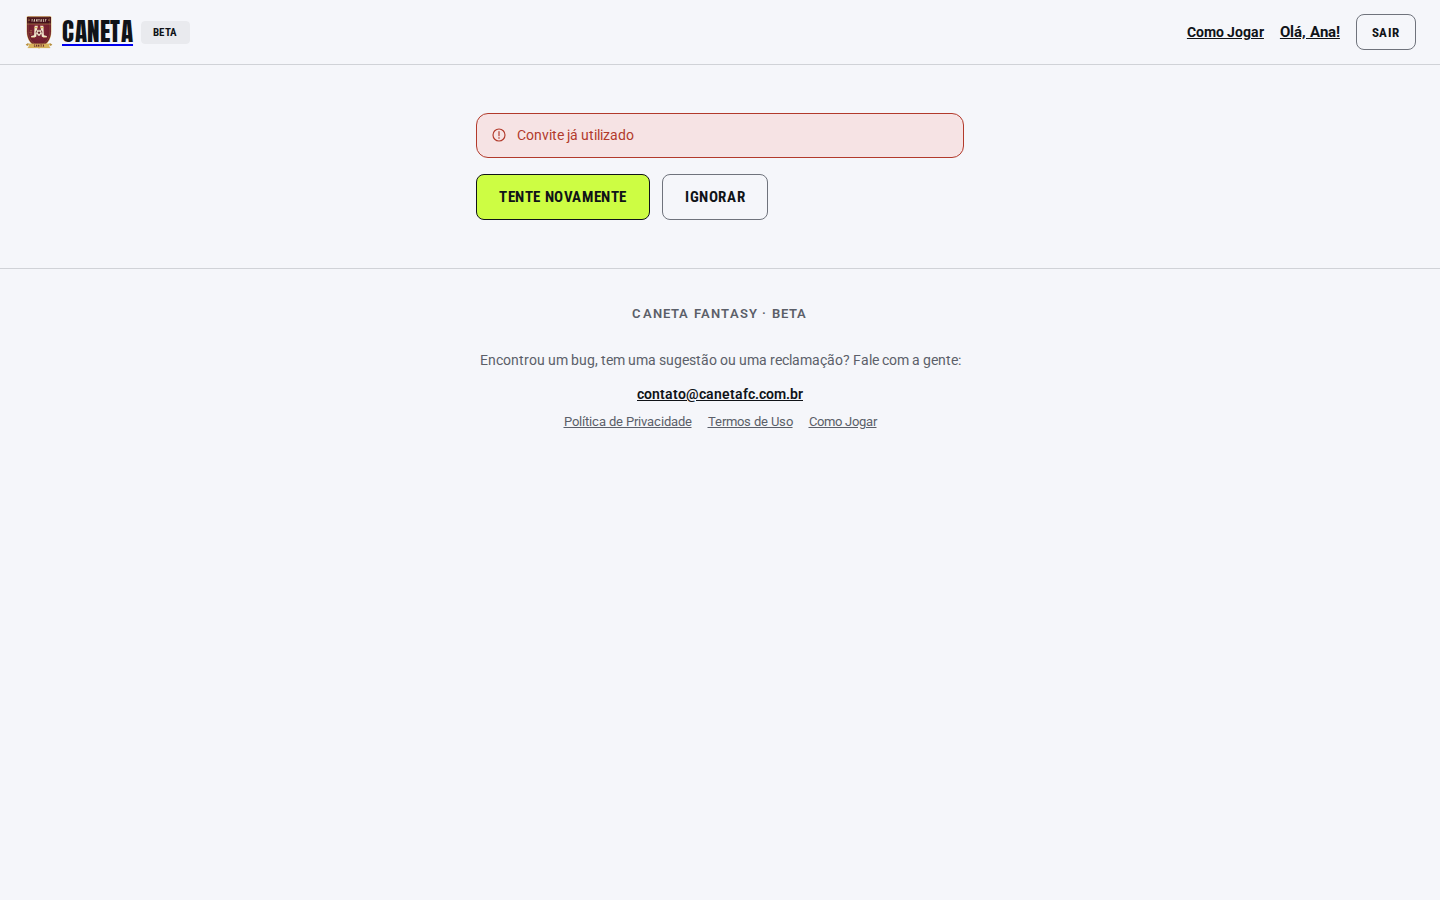 CANETA BETA Como Jogar Olá, Ana! SAIR
Convite já utilizado
TENTE NOVAMENTE IGNORAR
CANETA FANTASY · BETA
Encontrou um bug, tem uma sugestão ou uma reclamação? Fale com a gente:
contato@canetafc.com.br
Política de Privacidade Termos de Uso Como Jogar